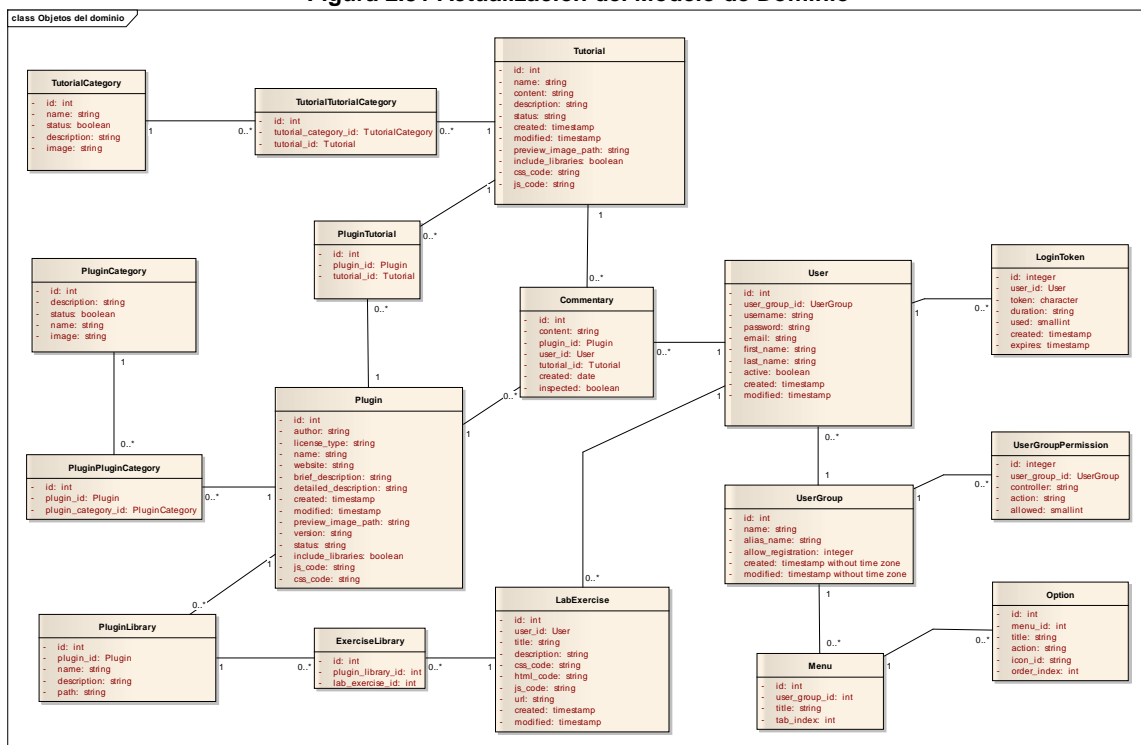 Figura Actualización del Modelo de Dominio
class Objetos del dominio
Tutorial
- id: int
- name: string
- content: string
- description: string
- status: string
- created: timestamp
- modified: timestamp
- preview_image_path: string
- include_libraries: boolean
- css_code: string
- js_code: string
TutorialCategory
- id: int
- name: string
- status: boolean
- description: string
- image: string
TutorialTutorialCategory
- id: int
- tutorial_category_id: TutorialCategory
- tutorial_id: Tutorial
1
0..*
0..*
1
1
0..*
1
0..*
PluginTutorial
- id: int
- plugin_id: Plugin
- tutorial_id: Tutorial
0..*
1
PluginCategory
- id: int
- description: string
- status: boolean
- name: string
- image: string
1
0..*
Commentary
- id: int
- content: string
- plugin_id: Plugin
- user_id: User
- tutorial_id: Tutorial
- created: date
- inspected: boolean
0..*
1
0..*
1
User
- id: int
- user_group_id: UserGroup
- username: string
- password: string
- email: string
- first_name: string
- last_name: string
- active: boolean
- created: timestamp
- modified: timestamp
1
0..*
1
0..*
0..*
1
LoginToken
- id: integer
- user_id: User
- token: character
- duration: string
- used: smallint
- created: timestamp
- expires: timestamp
Plugin
- id: int
- author: string
- license_type: string
- name: string
- website: string
- brief_description: string
- detailed_description: string
- created: timestamp
- modified: timestamp
- preview_image_path: string
- version: string
- status: string
- include_libraries: boolean
- js_code: string
- css_code: string
PluginPluginCategory
- id: int
- plugin_id: Plugin
- plugin_category_id: PluginCategory
0..*
1
1
0..*
UserGroupPermission
- id: integer
- user_group_id: UserGroup
- controller: string
- action: string
- allowed: smallint
UserGroup
- id: int
- name: string
- alias_name: string
- allow_registration: integer
- created: timestamp without time zone
- modified: timestamp without time zone
1
0..*
1
0..*
LabExercise
- id: int
- user_id: User
- title: string
- description: string
- css_code: string
- html_code: string
- js_code: string
- url: string
- created: timestamp
- modified: timestamp
Option
- id: int
- menu_id: int
- title: string
- action: string
- icon_id: string
- order_index: int
PluginLibrary
- id: int
- plugin_id: Plugin
- name: string
- description: string
- path: string
ExerciseLibrary
- id: int
- plugin_library_id: int
- lab_exercise_id: int
1
0..*
0..*
1
Menu
- id: int
- user_group_id: int
- title: string
- tab_index: int
1
0..*